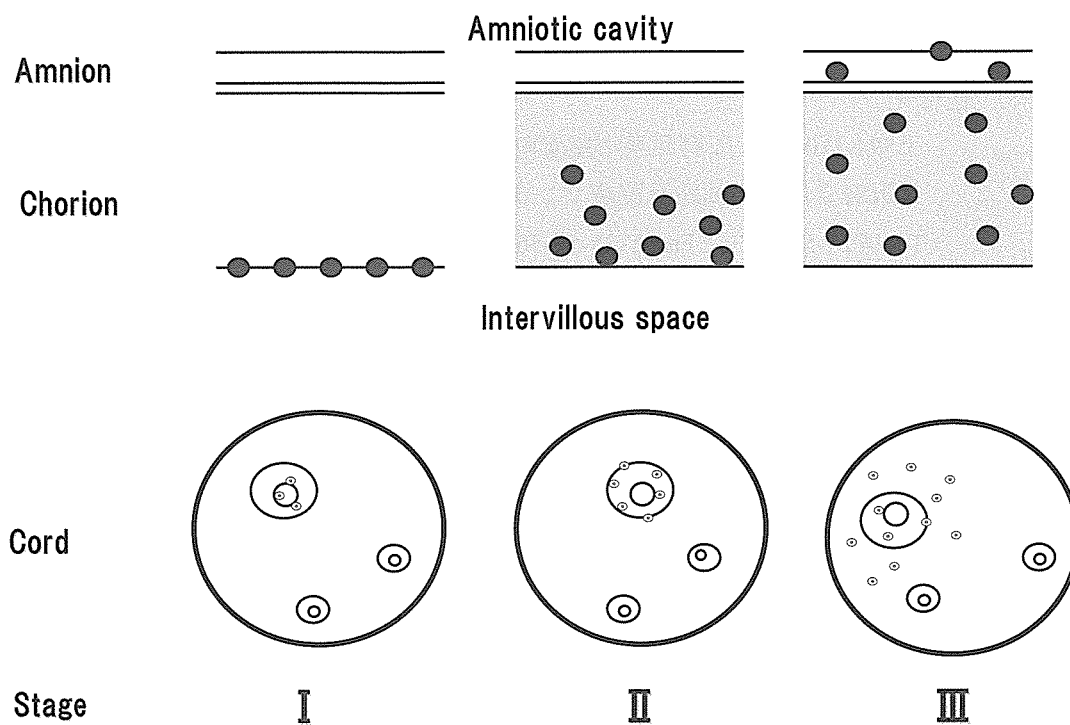 Amniotic cavity
Amnion
Chorion
Intervillous space
Cord
Stage I II III